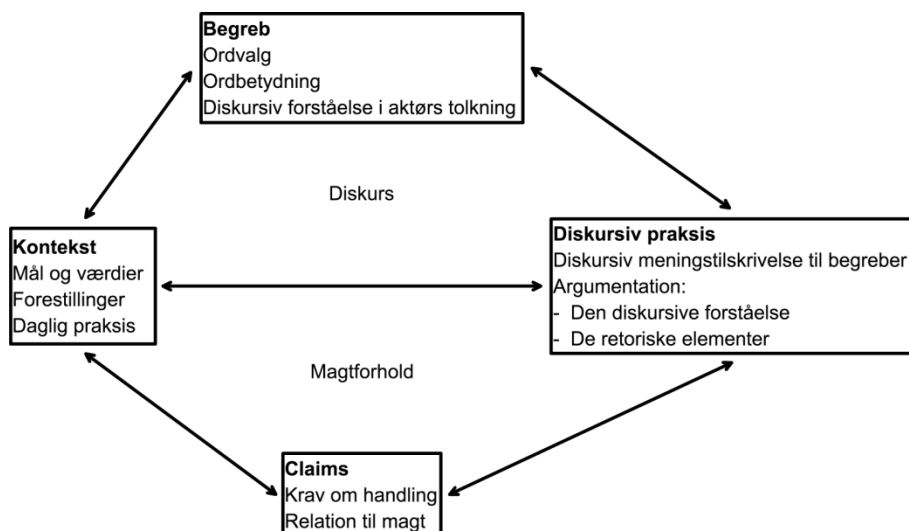 Begreb
Ordvalg
Ordbetydning
Diskursiv forståelse i aktørs tolkning
Diskurs
Kontekst
Mål og værdier
Forestillinger
Daglig praksis
Diskursiv praksis
Diskursiv meningstilskrivelse til begreber
Argumentation:
- Den diskursive forståelse
- De retoriske elementer
Magtforhold
Claims
Krav om handling
Relation til magt